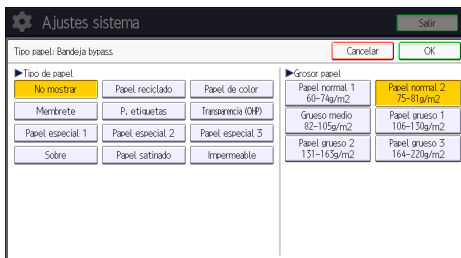 Ajustes sistema
Salir
Tipo papel: Bandeja bypass
Cancelar
OK
▶Tipo de papel
No mostrar
Papel reciclado
Papel de color
Membrete
P. etiquetas
Transparencia (OHP)
Papel especial 1
Papel especial 2
Papel especial 3
Sobre
Papel satinado
Impermeable
▶Grosor papel
Papel normal 1
60-74g/m2
Papel normal 2
75-81g/m2
Grueso medio
82-105g/m2
Papel grueso 1
106-130g/m2
Papel grueso 2
131-163g/m2
Papel grueso 3
164-220g/m2